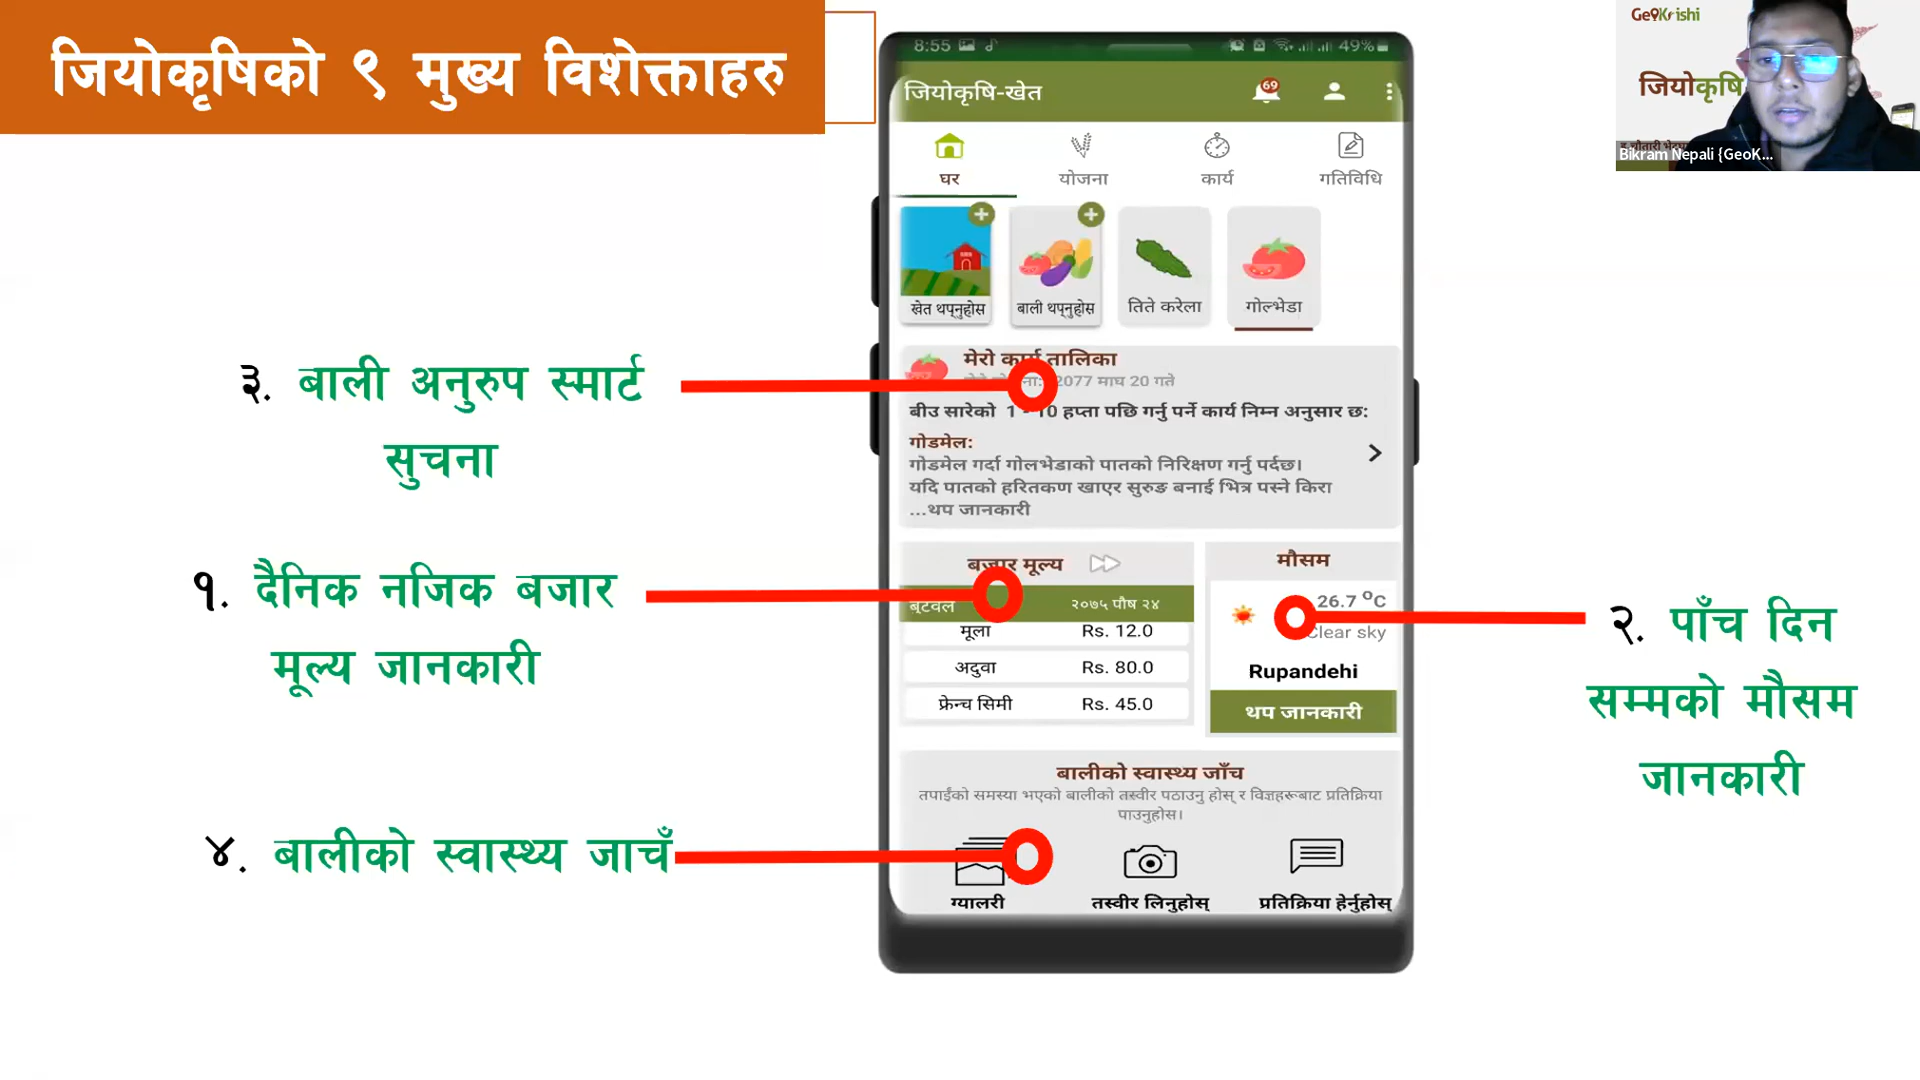 जियोकृषिको ९ मुख्य विशेक्ताहरु
३. बाली अनुरुप स्मार्ट
सुचना
१. दैनिक नजिक बजार
मूल्य जानकारी
४. बालीको स्वास्थ्य जाचँ
8:55
49%
जियोकृषि-खेत
69
घर
योजना
कार्य
गतिविधि
खेत थप्नुहोस
बाली थप्नुहोस
तिते करेला
गोल्भेडा
मेरो कार्य तालिका
2077 माघ 20 गते
बीउ सारेको 1 - 10 हप्ता पछि गर्नु पर्ने कार्य निम्न अनुसार छ:
गोडमेल:
गोडमेल गर्दा गोलभेडाको पातको निरिक्षण गर्नु पर्दछ।
यदि पातको हरितकण खाएर सुरुङ बनाई भित्र पस्ने किरा
...थप जानकारी
बजार मूल्य
बुटवल २०७५ पौष २४
मूला Rs. 12.0
अदुवा Rs. 80.0
फ्रेन्च सिमी Rs. 45.0
मौसम
26.7 °C
Clear sky
Rupandehi
थप जानकारी
बालीको स्वास्थ्य जाँच
तपाईंको समस्या भएको बालीको तस्वीर पठाउनु होस् र विज्ञहरूबाट प्रतिक्रिया
पाउनुहोस।
ग्यालरी
तस्वीर लिनुहोस्
प्रतिक्रिया हेर्नुहोस्
२. पाँच दिन
सम्मको मौसम
जानकारी
GeoKrishi
जियोकृषि
Bikram Nepali {GeoK...